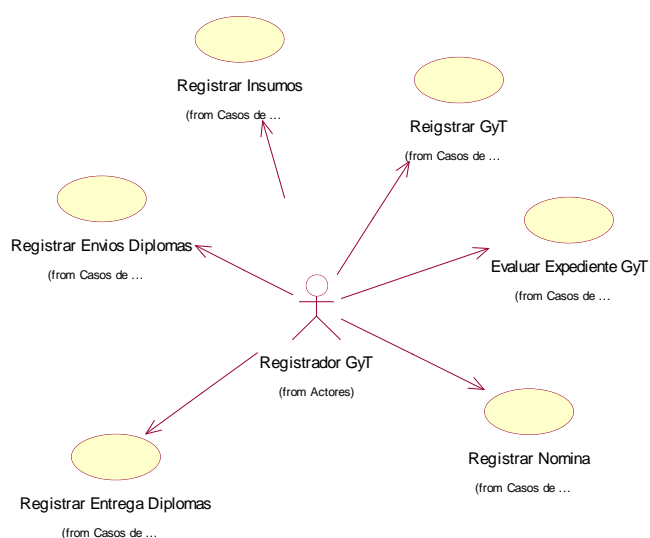 Registrar Insumos
(from Casos de ...
Reigstrar GyT
(from Casos de ...
Registrar Envios Diplomas
(from Casos de ...
Evaluar Expediente GyT
(from Casos de ...
Registrador GyT
(from Actores)
Registrar Nomina
(from Casos de ...
Registrar Entrega Diplomas
(from Casos de ...